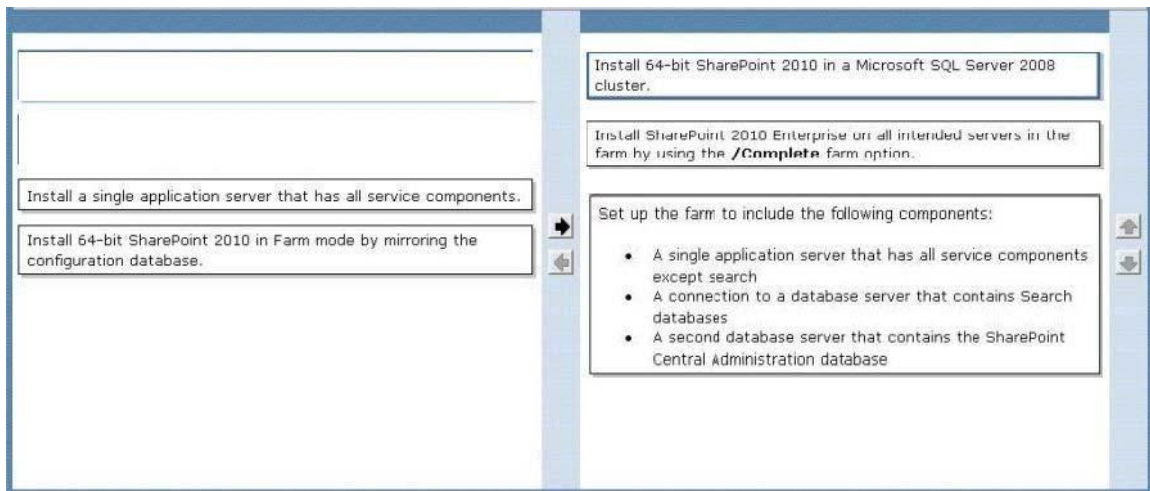 Install a single application server that has all service components.
Install 64-bit SharePoint 2010 in Farm mode by mirroring the
configuration database.
Install 64-bit SharePoint 2010 in a Microsoft SQL Server 2008
cluster.
Install SharePoint 2010 Enterprise on all intended servers in the
farm by using the /Complete farm option.
Set up the farm to include the following components:
• A single application server that has all service components
except search
• A connection to a database server that contains Search
databases
• A second database server that contains the SharePoint
Central Administration database